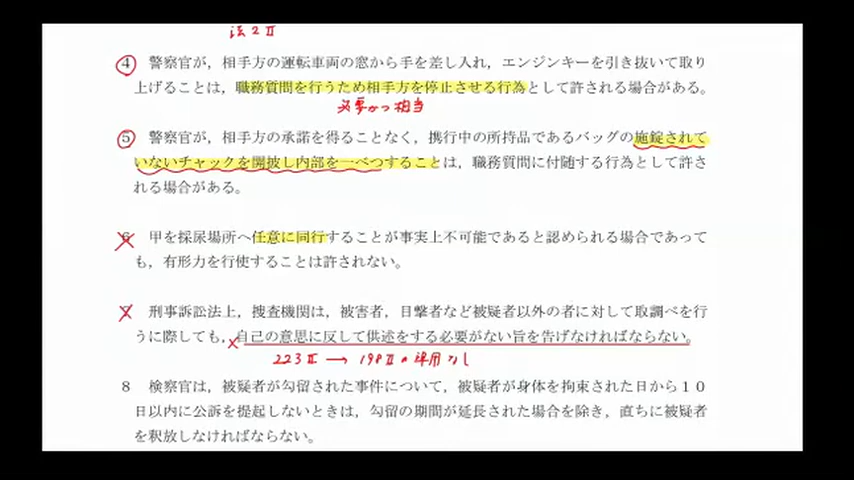 法2Ⅱ
4 警察官が，相手方の運転車両の窓から手を差し入れ，エンジンキーを引き抜いて取り
上げることは，職務質問を行うため相手方を停止させる行為として許される場合がある。
必要かつ相当
5 警察官が，相手方の承諾を得ることなく，携行中の所持品であるバッグの施錠されて
いないチャックを開披し内部を一べつすることは，職務質問に付随する行為として許さ
れる場合がある。
6 甲を採尿場所へ任意に同行することが事実上不可能であると認められる場合であって
も，有形力を行使することは許されない。
7 刑事訴訟法上，捜査機関は，被害者，目撃者など被疑者以外の者に対して取調べを行
うに際しても，自己の意思に反して供述をする必要がない旨を告げなければならない。
223Ⅱ → 198Ⅱの準用なし
8 検察官は，被疑者が勾留された事件について，被疑者が身体を拘束された日から１０
日以内に公訴を提起しないときは，勾留の期間が延長された場合を除き，直ちに被疑者
を釈放しなければならない。